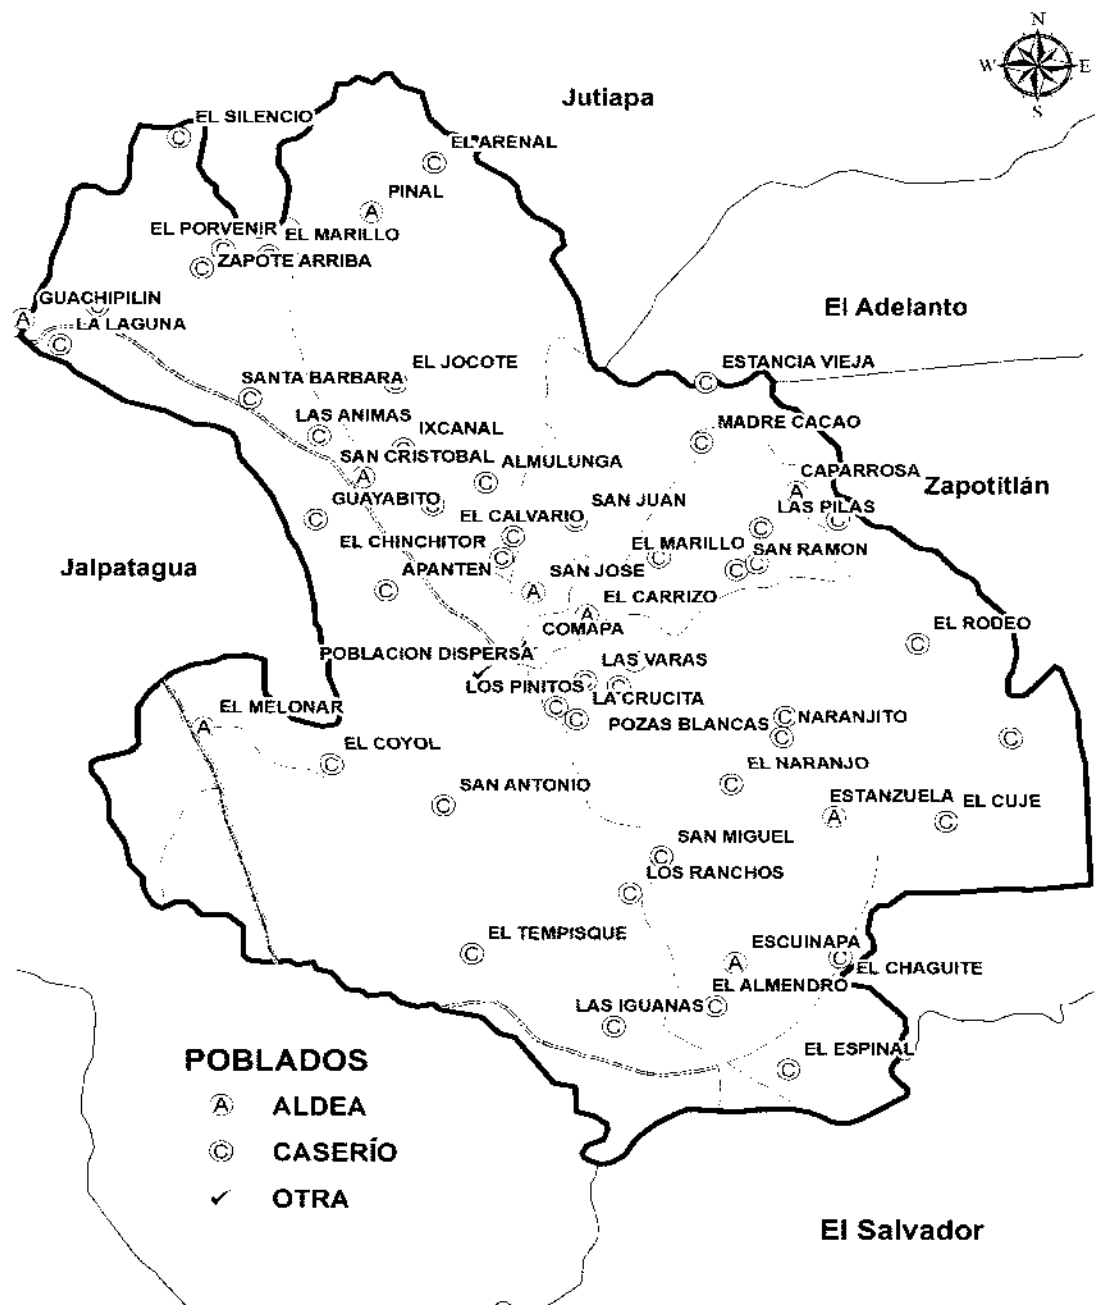 N
Jutiapa
W
E
S
EL SILENCIO
EL ARENAL
PINAL
A
EL PORVENIR
EL MARILLO
ZAPOTE ARRIBA
GUACHIPILIN
LA LAGUNA
El Adelanto
EL JOCOTE
ESTANCIA VIEJA
SANTA BARBARA
LAS ANIMAS
IXCANAL
MADRE CACAO
SAN CRISTOBAL
ALMULUNGA
CAPARROSA
Zapotitlán
GUAYABITO
SAN JUAN
LAS PILAS
EL CALVARIO
EL CHINCHITOR
EL MARILLO
SAN RAMON
Jalpatagua
APANTEN
SAN JOSE
EL CARRIZO
COMAPA
EL RODEO
POBLACION DISPERSA
LAS VARAS
LOS PINITOS
LA CRUCITA
EL MELONAR
POZAS BLANCAS
NARANJITO
EL COYOL
EL NARANJO
SAN ANTONIO
ESTANZUELA
EL CUJE
SAN MIGUEL
LOS RANCHOS
EL TEMPISQUE
ESCUINAPA
EL CHAGUITE
EL ALMENDRO
LAS IGUANAS
EL ESPINAL
POBLADOS
A ALDEA
C CASERÍO
OTRA
El Salvador